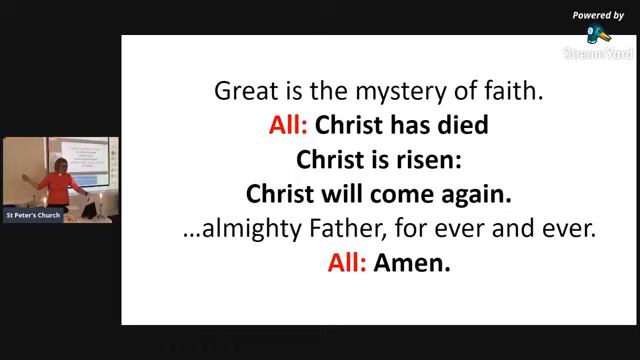 Powered by
StreamYard
Great is the mystery of faith.
All: Christ has died
Christ is risen:
Christ will come again.
...almighty Father, for ever and ever.
All: Amen.
St Peter's Church